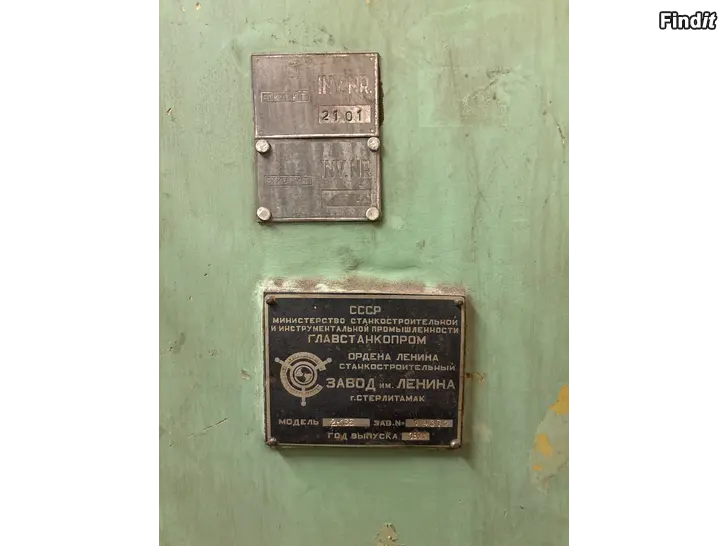 Findit
INV.NR.
2101
INV.NR.
СССР
МИНИСТЕРСТВО СТАНКОСТРОИТЕЛЬНОЙ
И ИНСТРУМЕНТАЛЬНОЙ ПРОМЫШЛЕННОСТИ
ГЛАВСТАНКОПРОМ
ОРДЕНА ЛЕНИНА
СТАНКОСТРОИТЕЛЬНЫЙ
ЗАВОД ИМ. ЛЕНИНА
Г.СТЕРЛИТАМАК
МОДЕЛЬ ЗАВ.№
ГОД ВЫПУСКА